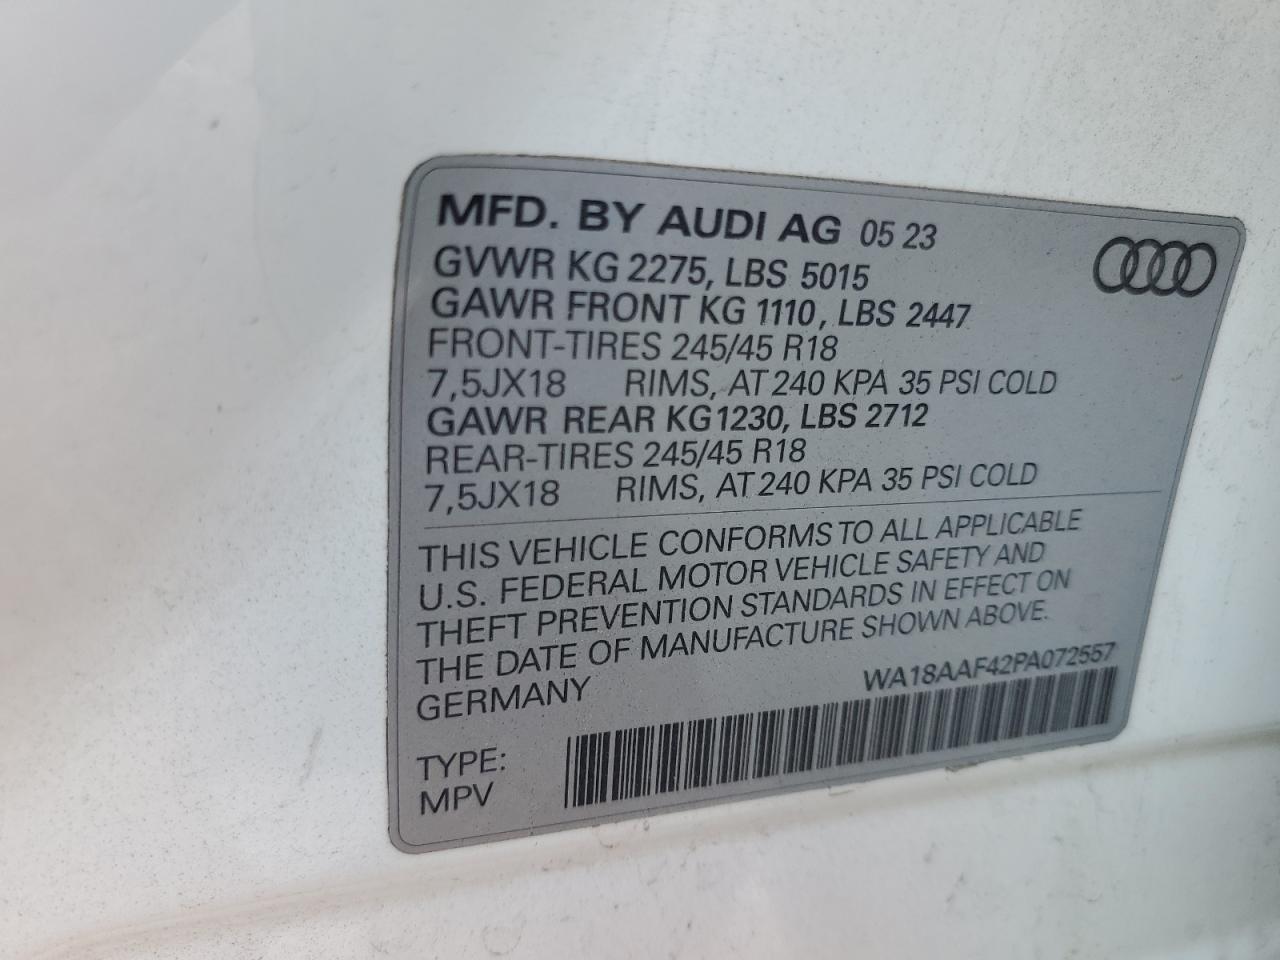 MFD. BY AUDI AG 05 23
GVWR KG 2275, LBS 5015
GAWR FRONT KG 1110, LBS 2447
FRONT-TIRES 245/45 R18
7,5JX18 RIMS, AT 240 KPA 35 PSI COLD
GAWR REAR KG 1230, LBS 2712
REAR-TIRES 245/45 R18
7,5JX18 RIMS, AT 240 KPA 35 PSI COLD
THIS VEHICLE CONFORMS TO ALL APPLICABLE
U.S. FEDERAL MOTOR VEHICLE SAFETY AND
THEFT PREVENTION STANDARDS IN EFFECT ON
THE DATE OF MANUFACTURE SHOWN ABOVE.
GERMANY WA18AAF42PA072557
TYPE:
MPV